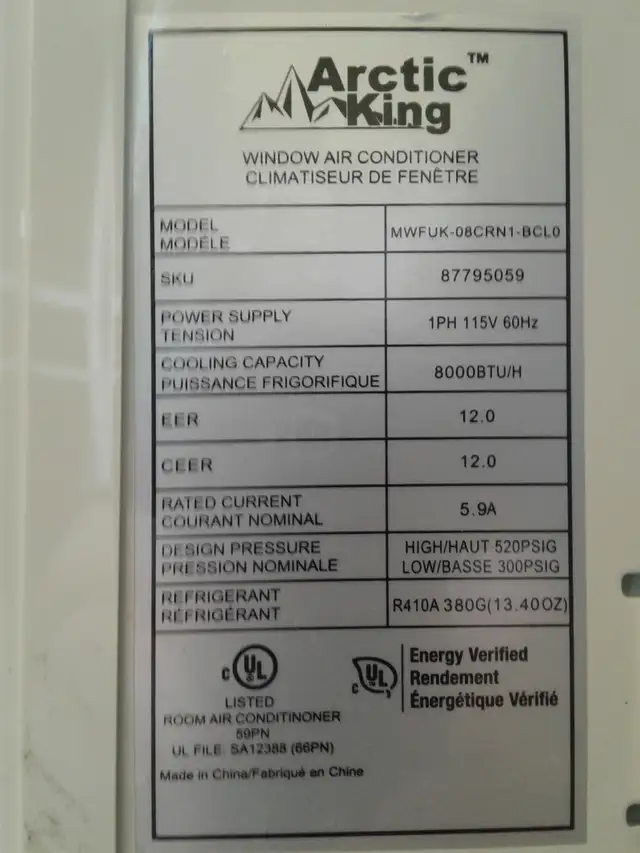 Arctic™
King
WINDOW AIR CONDITIONER
CLIMATISEUR DE FENÊTRE
MODEL
MODÈLE
MWFUK-08CRN1-BCL0
SKU
87795059
POWER SUPPLY
TENSION
1PH 115V 60Hz
COOLING CAPACITY
PUISSANCE FRIGORIFIQUE
8000BTU/H
EER
12.0
CEER
12.0
RATED CURRENT
COURANT NOMINAL
5.9A
DESIGN PRESSURE
PRESSION NOMINALE
HIGH/HAUT 520PSIG
LOW/BASSE 300PSIG
REFRIGERANT
RÉFRIGÉRANT
R410A 380G(13.40OZ)
c UL
LISTED
ROOM AIR CONDITINONER
59PN
UL FILE: SA12388 (66PN)
Made in China/Fabriqué en Chine
c UL
Energy Verified
Rendement
Énergétique Vérifié